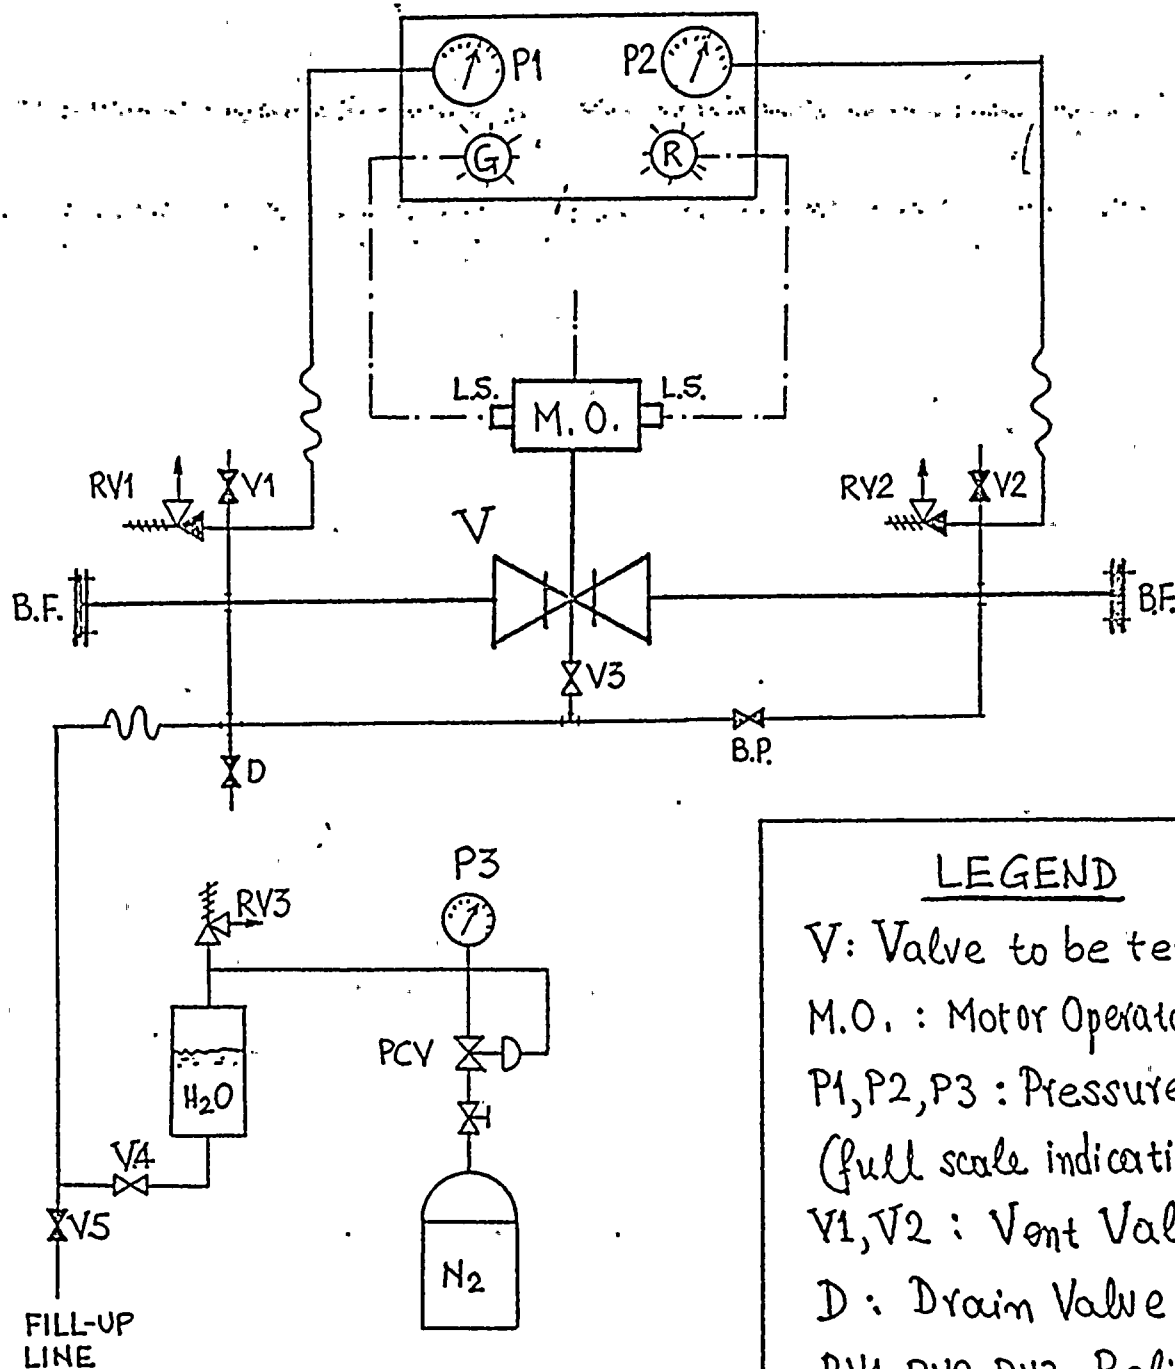 P1
P2
G
R
L.S.
L.S.
M. O.
RV1
V1
RV2
V2
V
B.F.
B.F.
V3
B.P.
D
P3
RV3
PCV
H2O
V4
V5
N2
FILL-UP
LINE
LEGEND
V: Valve to be te
M.O. : Motor Operato
P1, P2, P3 : Pressure
(full scale indicati
V1, V2 : Vent Val
D : Drain Valve